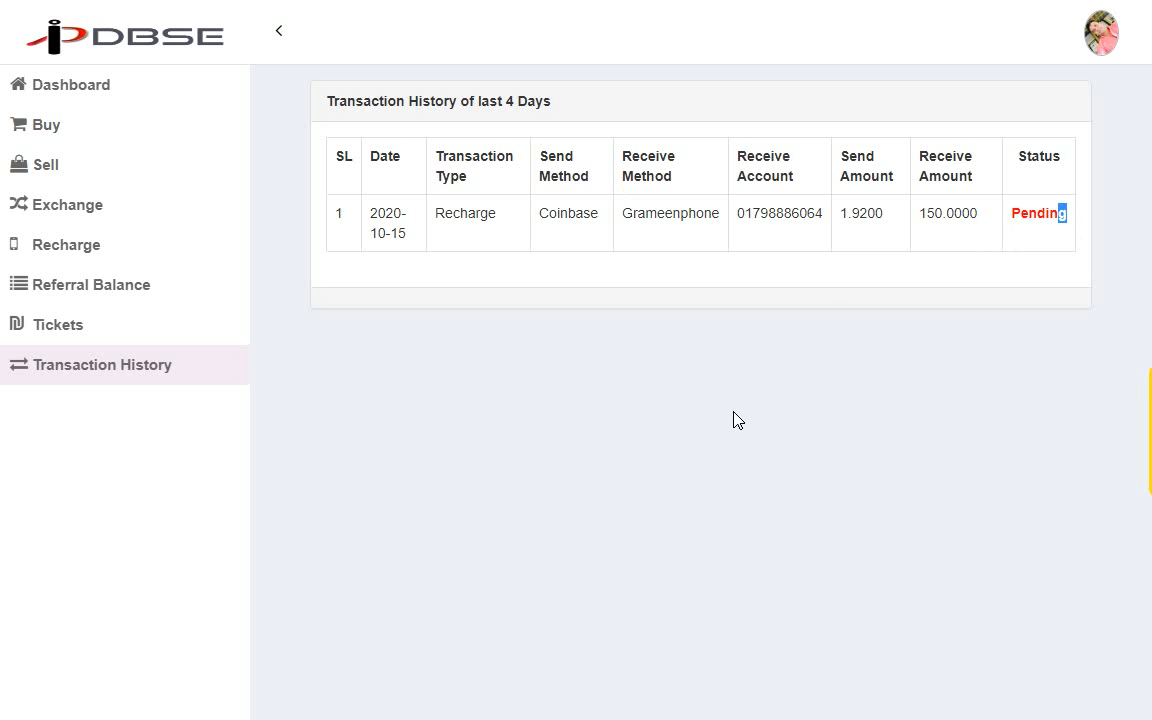 iPDBSE
Dashboard
Buy
Sell
Exchange
Recharge
Referral Balance
Tickets
Transaction History
Transaction History of last 4 Days
SL Date Transaction Type Send Method Receive Method Receive Account Send Amount Receive Amount Status
1 2020-10-15 Recharge Coinbase Grameenphone 01798886064 1.9200 150.0000 Pending